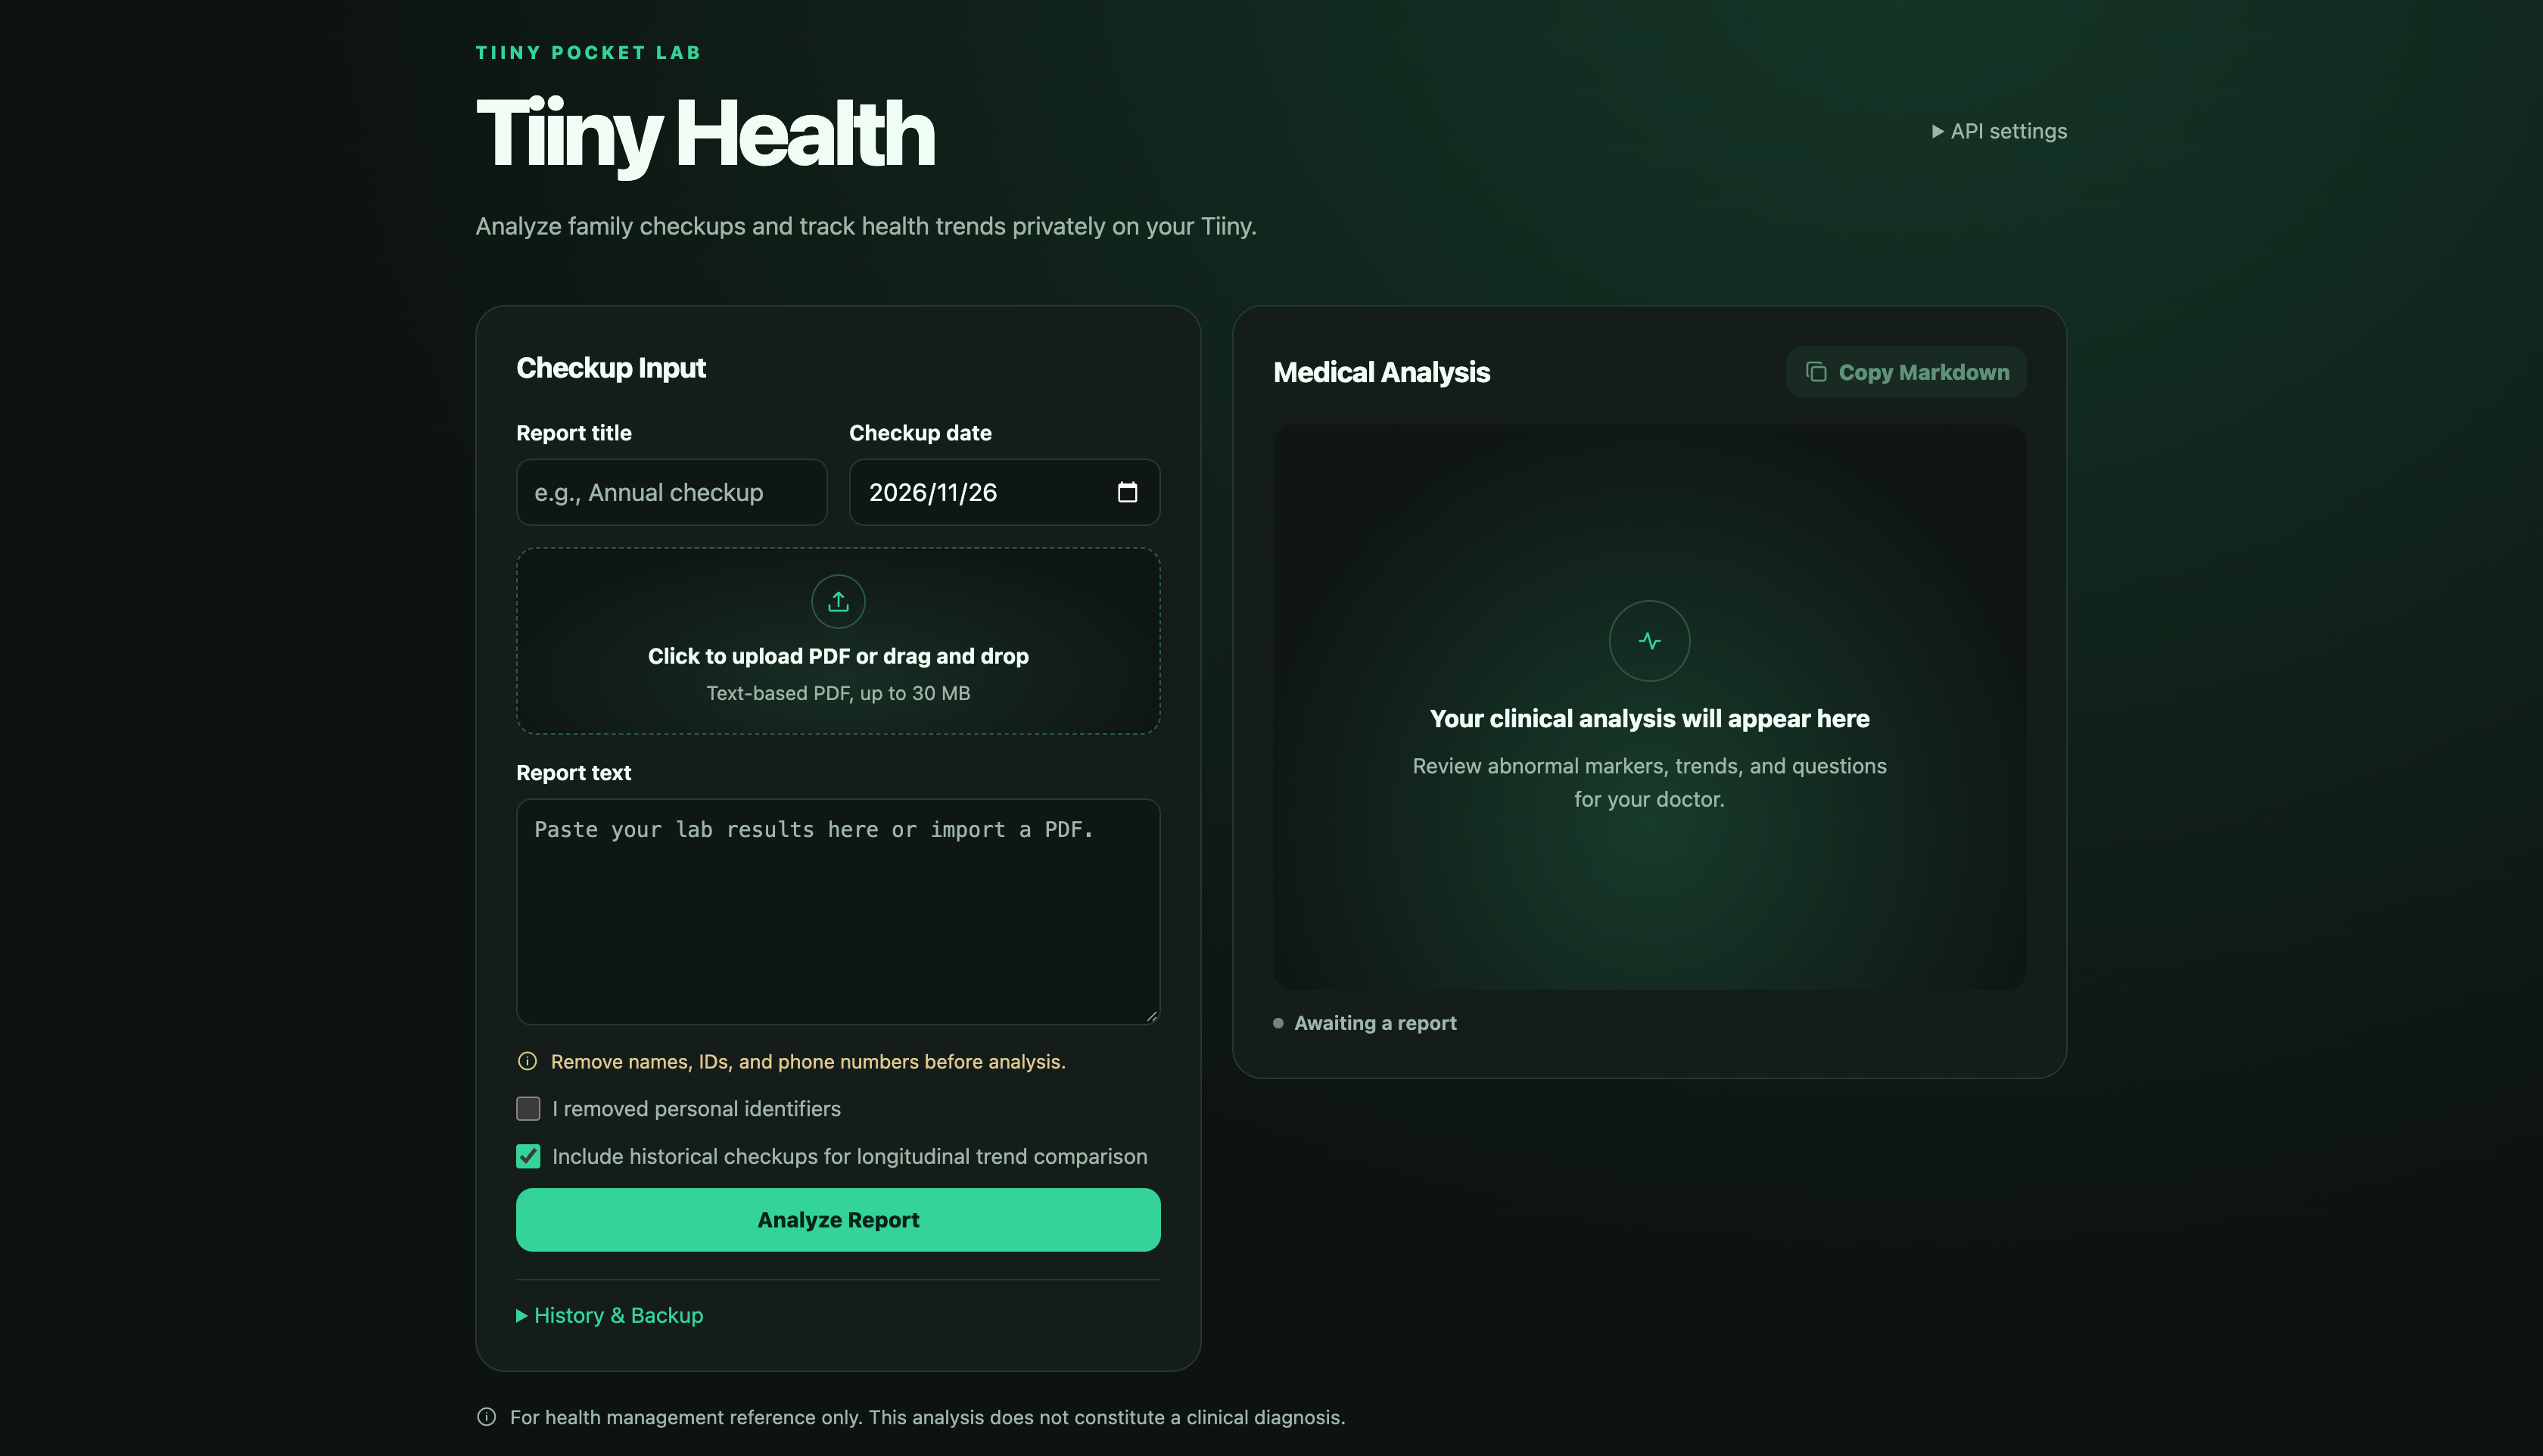 TIINY POCKET LAB
Tiiny Health
API settings
Analyze family checkups and track health trends privately on your Tiiny.
Checkup Input
Report title
Checkup date
e.g., Annual checkup
2026/11/26
Click to upload PDF or drag and drop
Text-based PDF, up to 30 MB
Report text
Paste your lab results here or import a PDF.
Remove names, IDs, and phone numbers before analysis.
I removed personal identifiers
Include historical checkups for longitudinal trend comparison
Analyze Report
History & Backup
Medical Analysis
Copy Markdown
Your clinical analysis will appear here
Review abnormal markers, trends, and questions
for your doctor.
Awaiting a report
For health management reference only. This analysis does not constitute a clinical diagnosis.